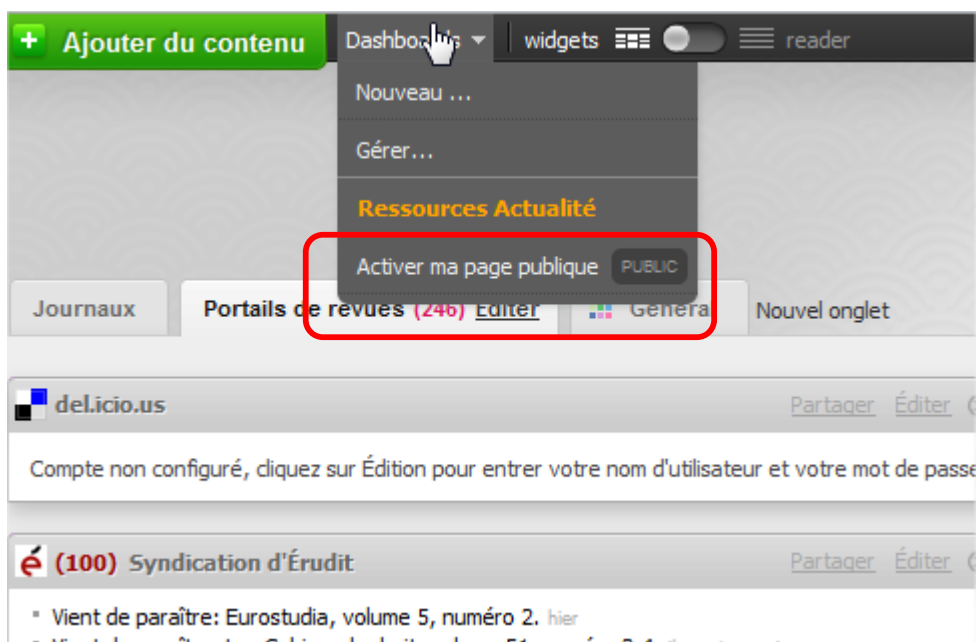 Ajouter du contenu Dashboards widgets reader
Nouveau ...
Gérer...
Ressources Actualité
Activer ma page publique PUBLIC
Journaux Portails de revues (246) Éditer Général Nouvel onglet
del.icio.us Partager Éditer
Compte non configuré, cliquez sur Édition pour entrer votre nom d'utilisateur et votre mot de passe
(100) Syndication d'Érudit Partager Éditer
Vient de paraître: Eurostudia, volume 5, numéro 2. hier